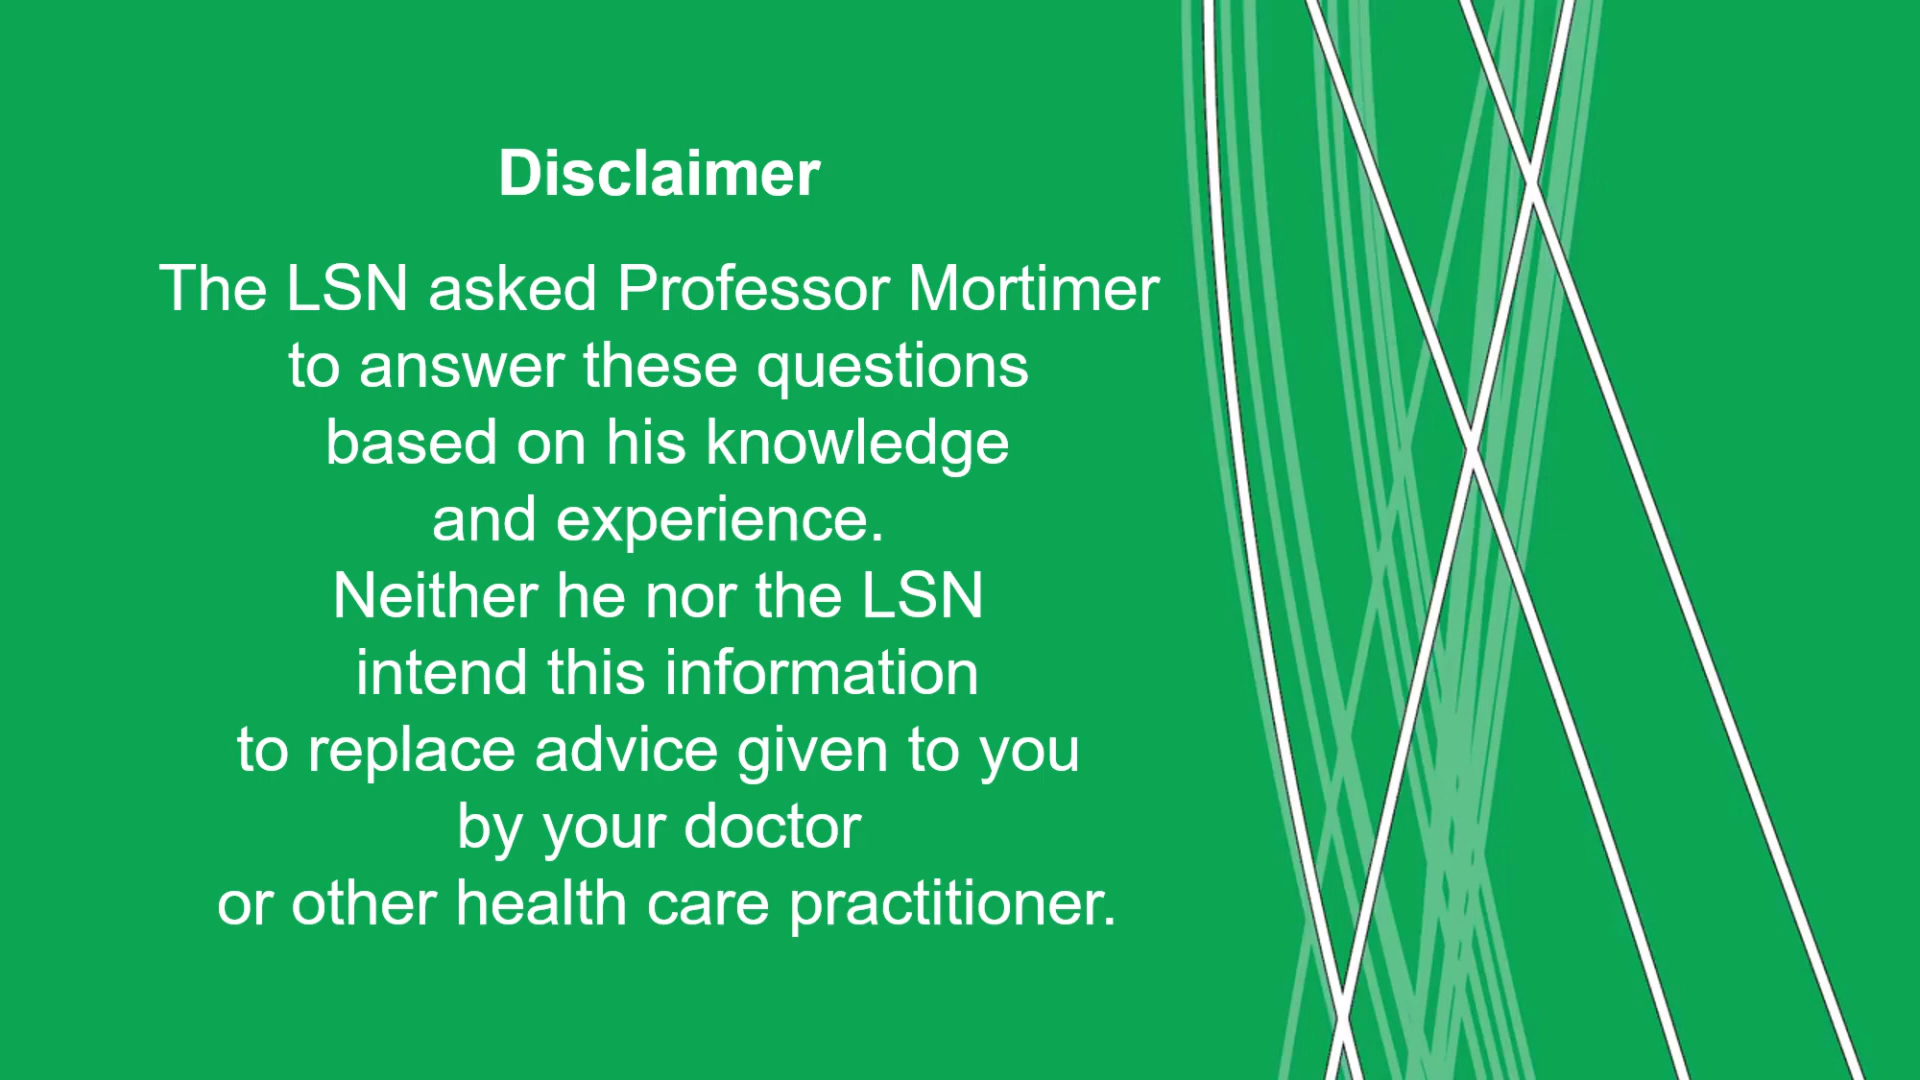 Disclaimer
The LSN asked Professor Mortimer
to answer these questions
based on his knowledge
and experience.
Neither he nor the LSN
intend this information
to replace advice given to you
by your doctor
or other health care practitioner.